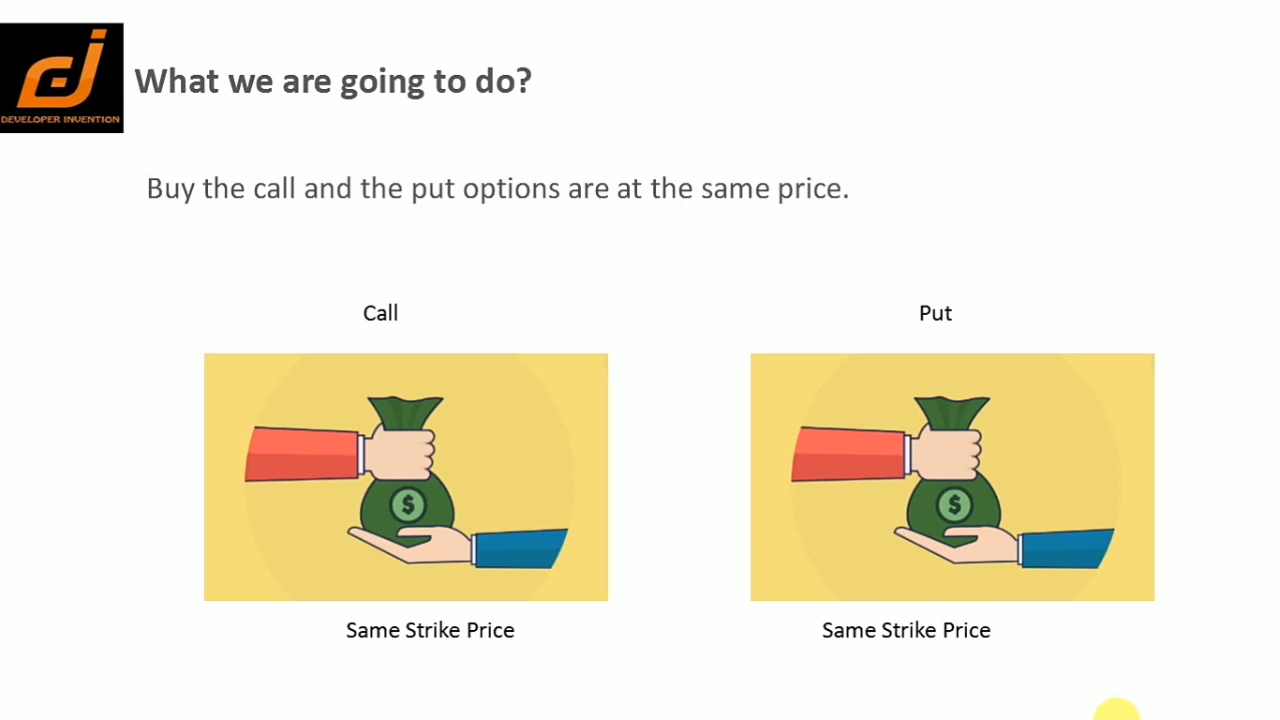 What we are going to do?
DEVELOPER INVENTION
Buy the call and the put options are at the same price.
Call
Put
$
$
Same Strike Price
Same Strike Price